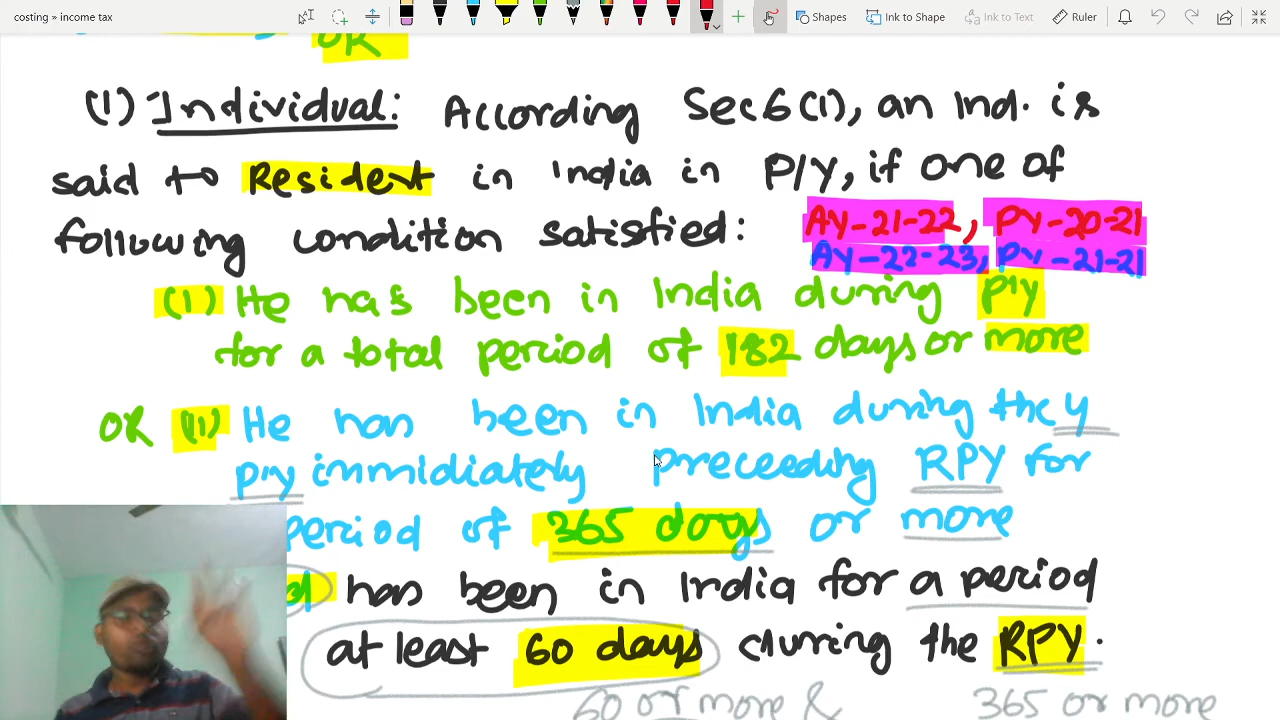 costing » income tax
Shapes Ink to Shape Ink to Text Ruler
OR
(1) Individual: According Sec 6(1), an Ind. is
said to Resident in India in P/Y, if one of
following condition satisfied: AY-21-22, PY-20-21
AY-22-23, PY-21-21
(1) He has been in India during P/Y
for a total period of 182 days or more
OR (11) He has been in India during the 4
P/Y immidiately preceeding RPY for
period of 365 days or more
has been in India for a period
at least 60 days during the RPY.
60 or more & 365 or more